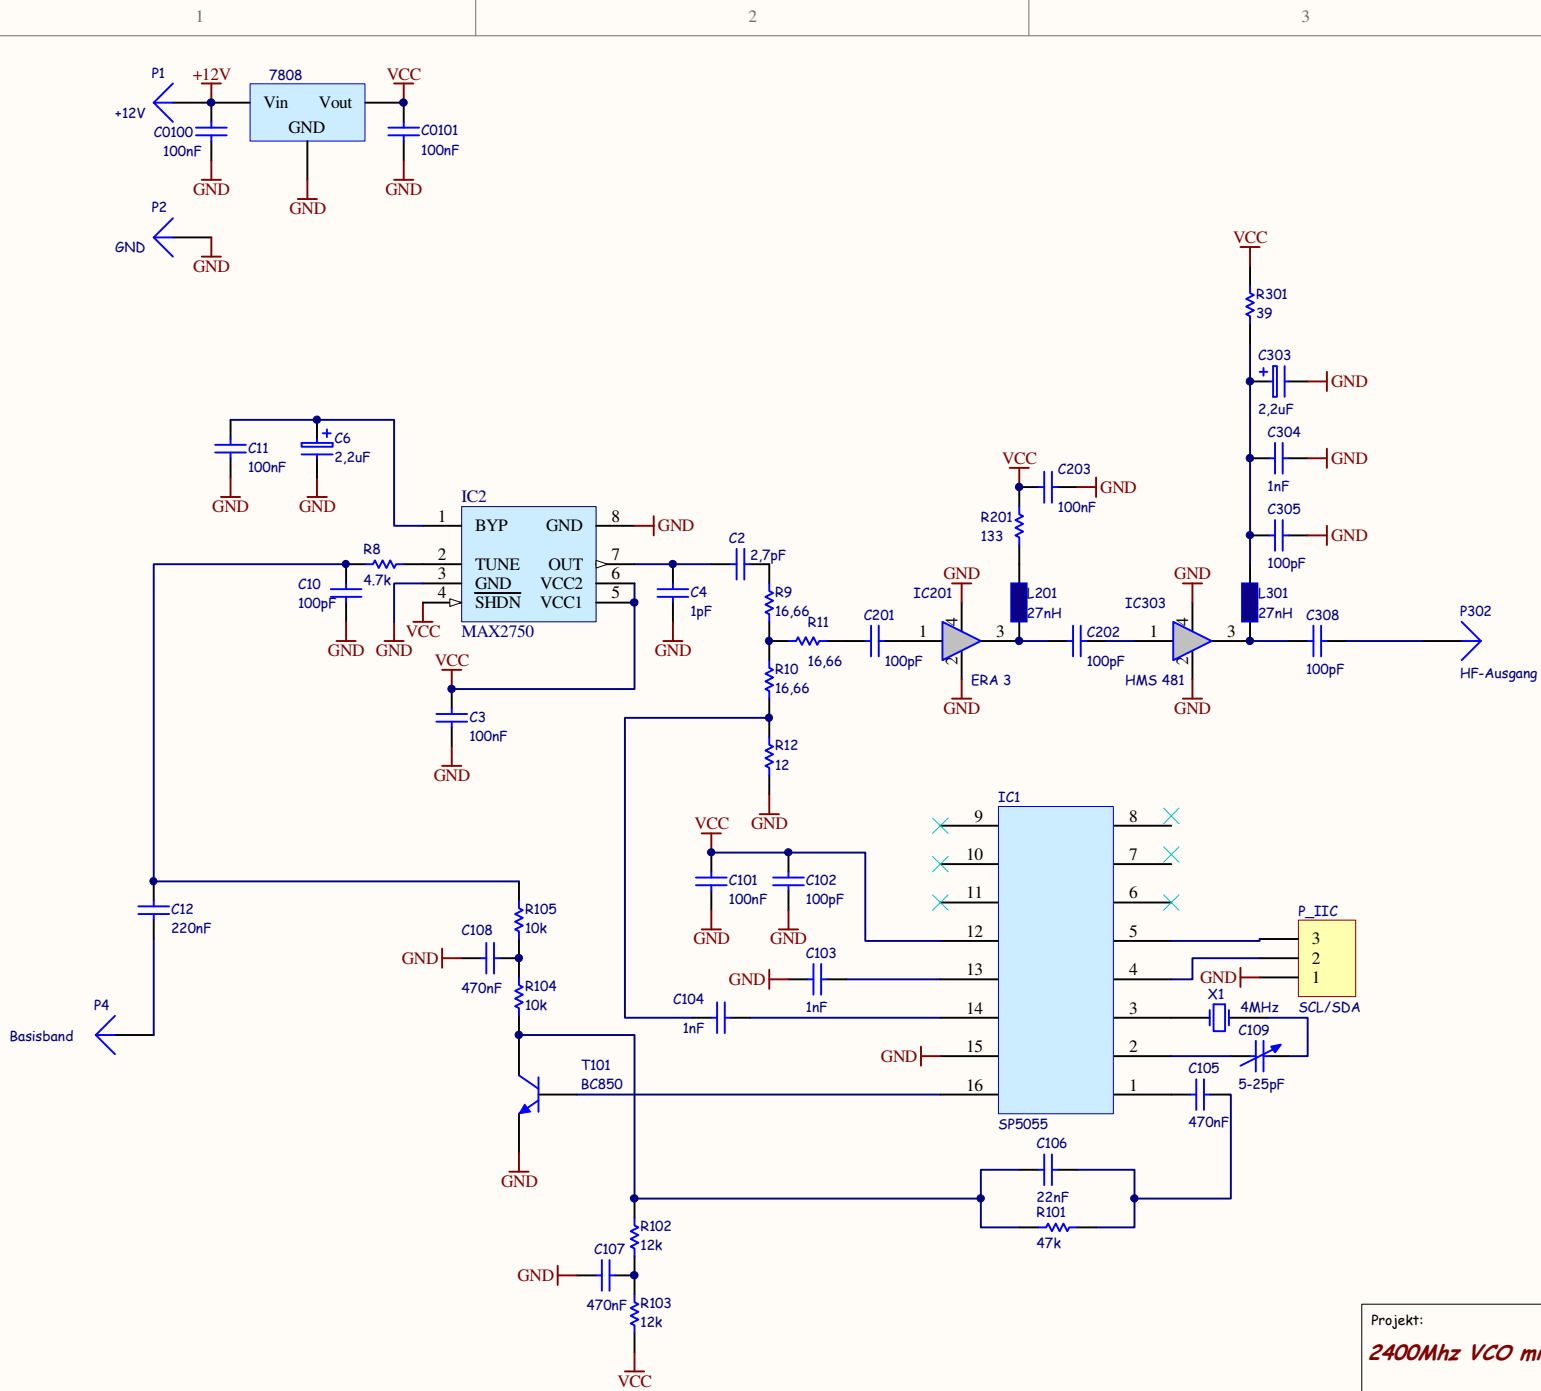 1
2
3
P1
+12V
+12V
7808
Vin
Vout
GND
VCC
C0100
100nF
C0101
100nF
GND
GND
GND
P2
GND
GND
VCC
R301
39
C303
+
2,2uF
GND
C304
1nF
GND
C305
100pF
GND
L301
27nH
C11
100nF
GND
+
C6
2,2uF
GND
IC2
1
BYP
GND
8
GND
2
TUNE
OUT
7
3
GND
VCC2
6
4
SHDN
VCC1
5
MAX2750
R8
4.7k
C10
100pF
GND
GND
VCC
VCC
C3
100nF
GND
C4
1pF
GND
C2
2,7pF
R9
16,66
R11
16,66
R10
16,66
R12
12
GND
C201
100pF
VCC
C203
100nF
GND
R201
133
L201
27nH
GND
IC201
1
4
2
3
ERA 3
GND
C202
100pF
GND
IC303
1
4
2
3
HMS 481
GND
C308
100pF
P302
HF-Ausgang
VCC
C101
100nF
GND
C102
100pF
GND
GND
C103
1nF
C104
1nF
GND
IC1
9
8
10
7
11
6
12
5
13
4
14
3
15
2
16
1
SP5055
P_IIC
3
2
1
GND
SCL/SDA
X1
4MHz
C109
5-25pF
C105
470nF
C12
220nF
P4
Basisband
R105
10k
C108
GND
470nF
R104
10k
T101
BC850
GND
C106
22nF
R101
47k
R102
12k
C107
GND
470nF
R103
12k
VCC
Projekt:
2400Mhz VCO